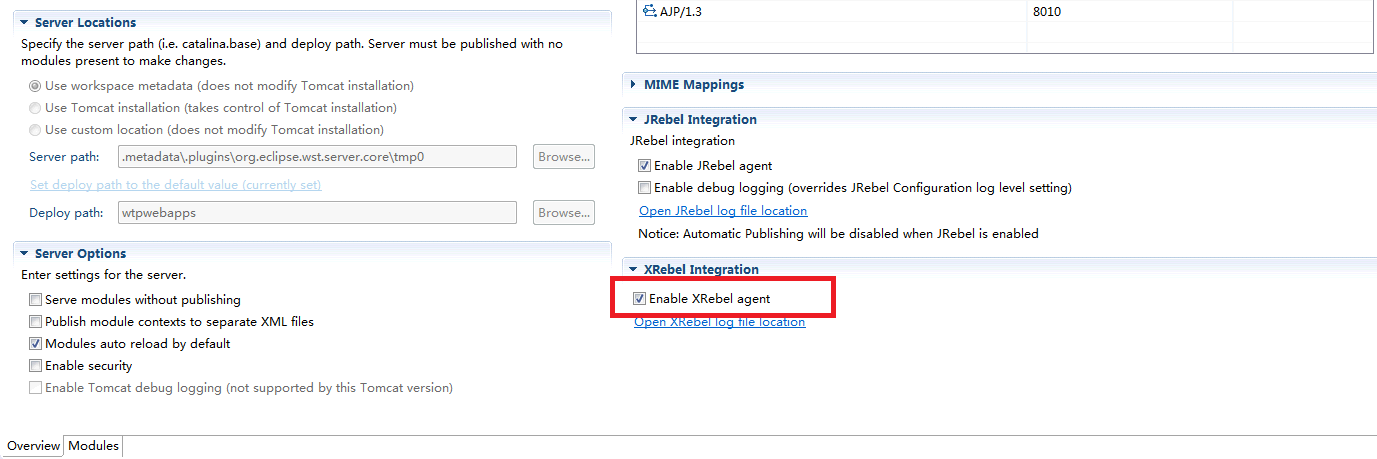 Server Locations
Specify the server path (i.e. catalina.base) and deploy path. Server must be published with no
modules present to make changes.
Use workspace metadata (does not modify Tomcat installation)
Use Tomcat installation (takes control of Tomcat installation)
Use custom location (does not modify Tomcat installation)
Server path: .metadata\.plugins\org.eclipse.wst.server.core\tmp0 Browse...
Set deploy path to the default value (currently set)
Deploy path: wtpwebapps Browse...
Server Options
Enter settings for the server.
Serve modules without publishing
Publish module contexts to separate XML files
Modules auto reload by default
Enable security
Enable Tomcat debug logging (not supported by this Tomcat version)
AJP/1.3 8010
MIME Mappings
JRebel Integration
JRebel integration
Enable JRebel agent
Enable debug logging (overrides JRebel Configuration log level setting)
Open JRebel log file location
Notice: Automatic Publishing will be disabled when JRebel is enabled
XRebel Integration
Enable XRebel agent
Open XRebel log file location
Overview Modules